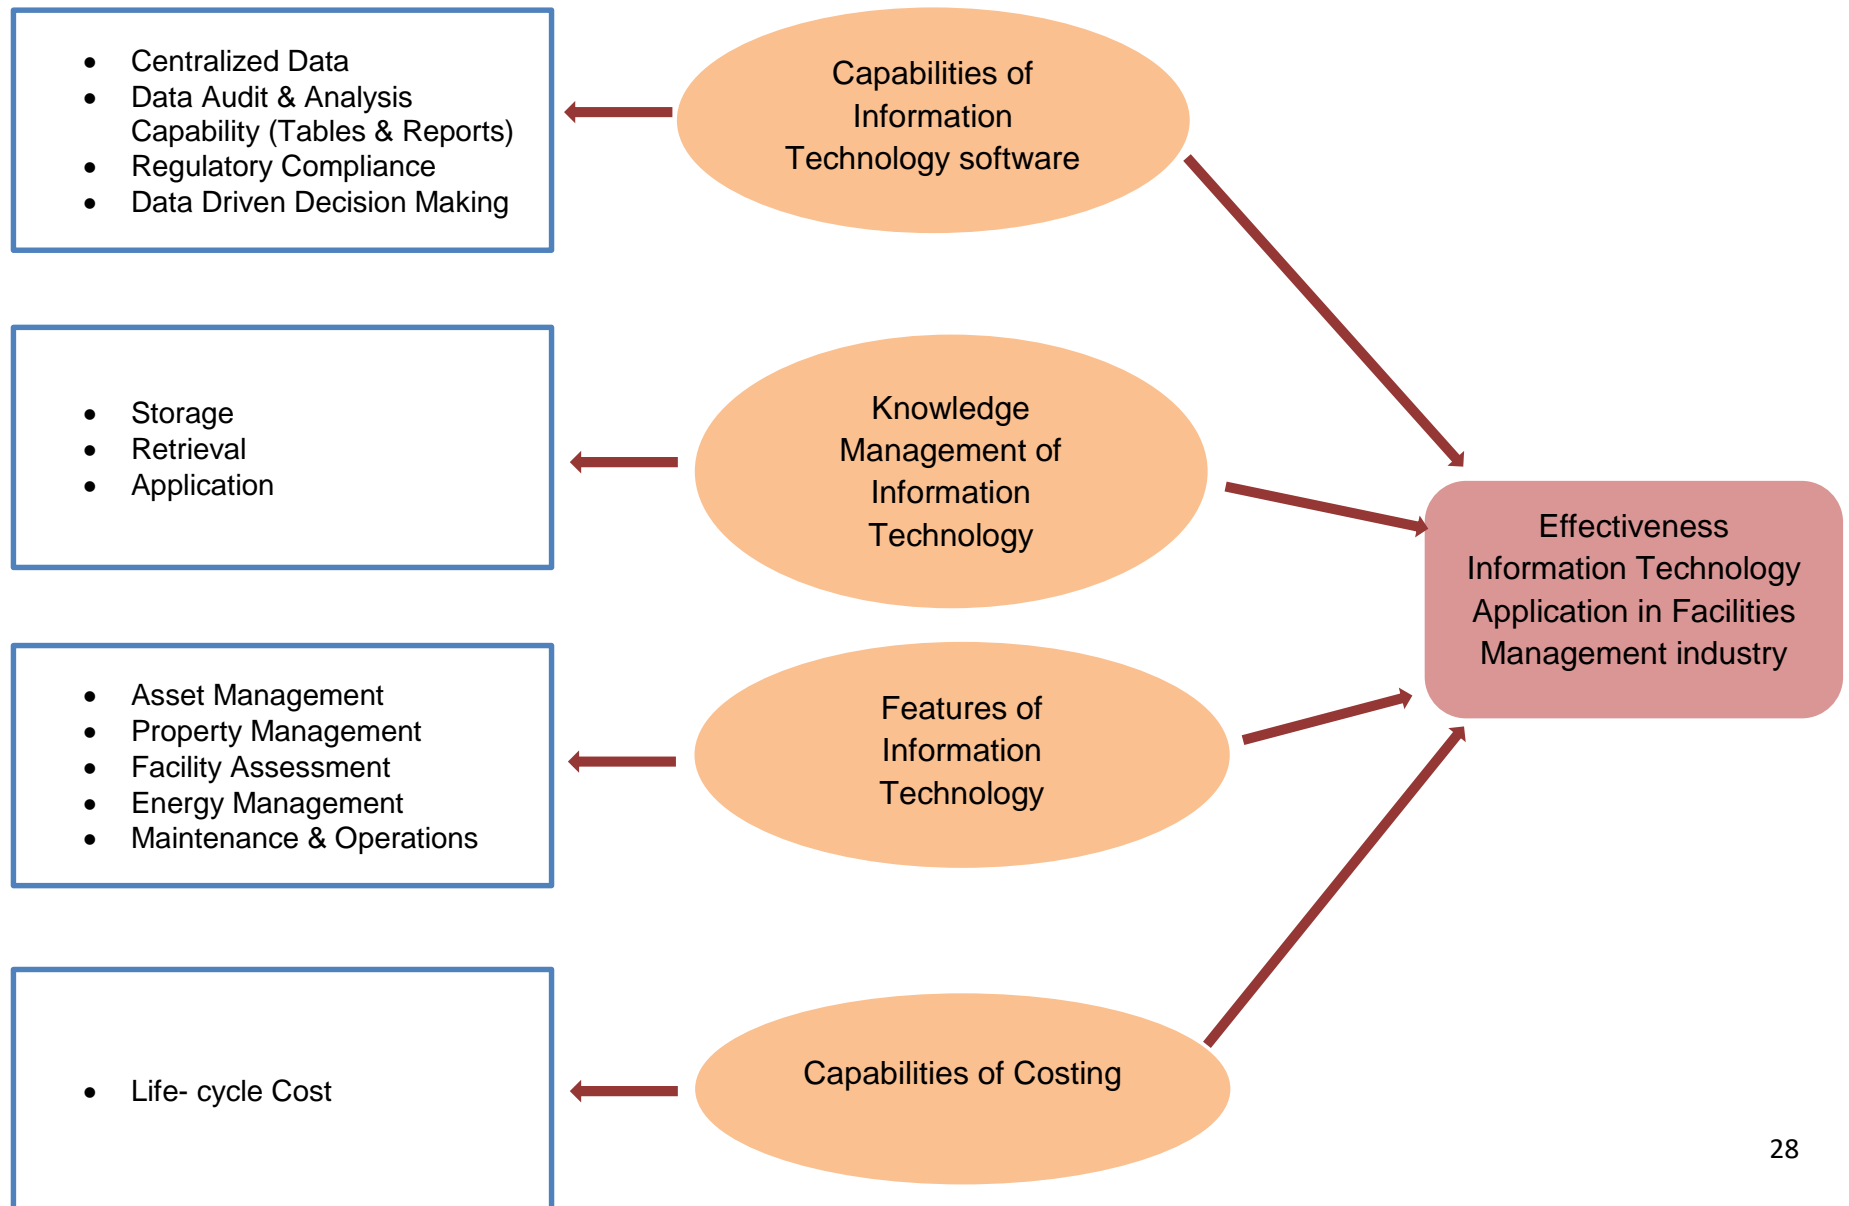 • Centralized Data
• Data Audit & Analysis
Capability (Tables & Reports)
• Regulatory Compliance
• Data Driven Decision Making
Capabilities of
Information
Technology software
• Storage
• Retrieval
• Application
Knowledge
Management of
Information
Technology
Effectiveness
Information Technology
Application in Facilities
Management industry
• Asset Management
• Property Management
• Facility Assessment
• Energy Management
• Maintenance & Operations
Features of
Information
Technology
• Life- cycle Cost
Capabilities of Costing
28